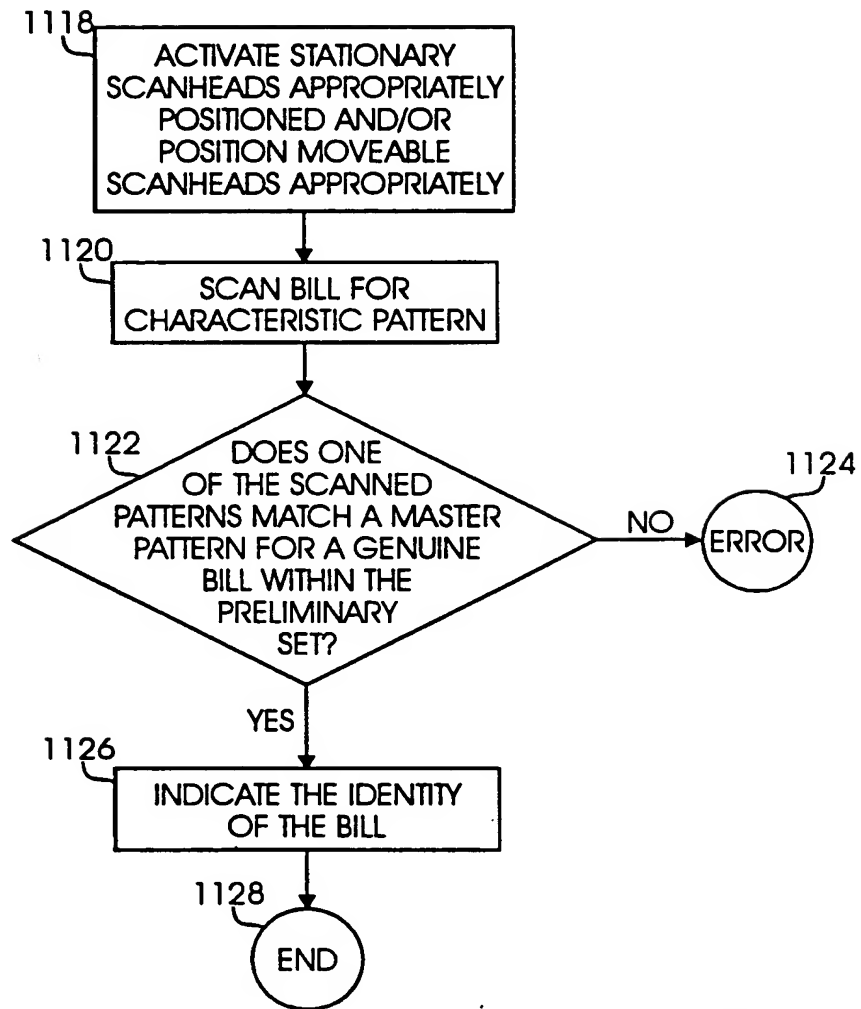 1118
ACTIVATE STATIONARY
SCANHEADS APPROPRIATELY
POSITIONED AND/OR
POSITION MOVEABLE
SCANHEADS APPROPRIATELY
1120
SCAN BILL FOR
CHARACTERISTIC PATTERN
1122
DOES ONE
OF THE SCANNED
PATTERNS MATCH A MASTER
PATTERN FOR A GENUINE
BILL WITHIN THE
PRELIMINARY
SET?
NO
1124
ERROR
YES
1126
INDICATE THE IDENTITY
OF THE BILL
1128
END